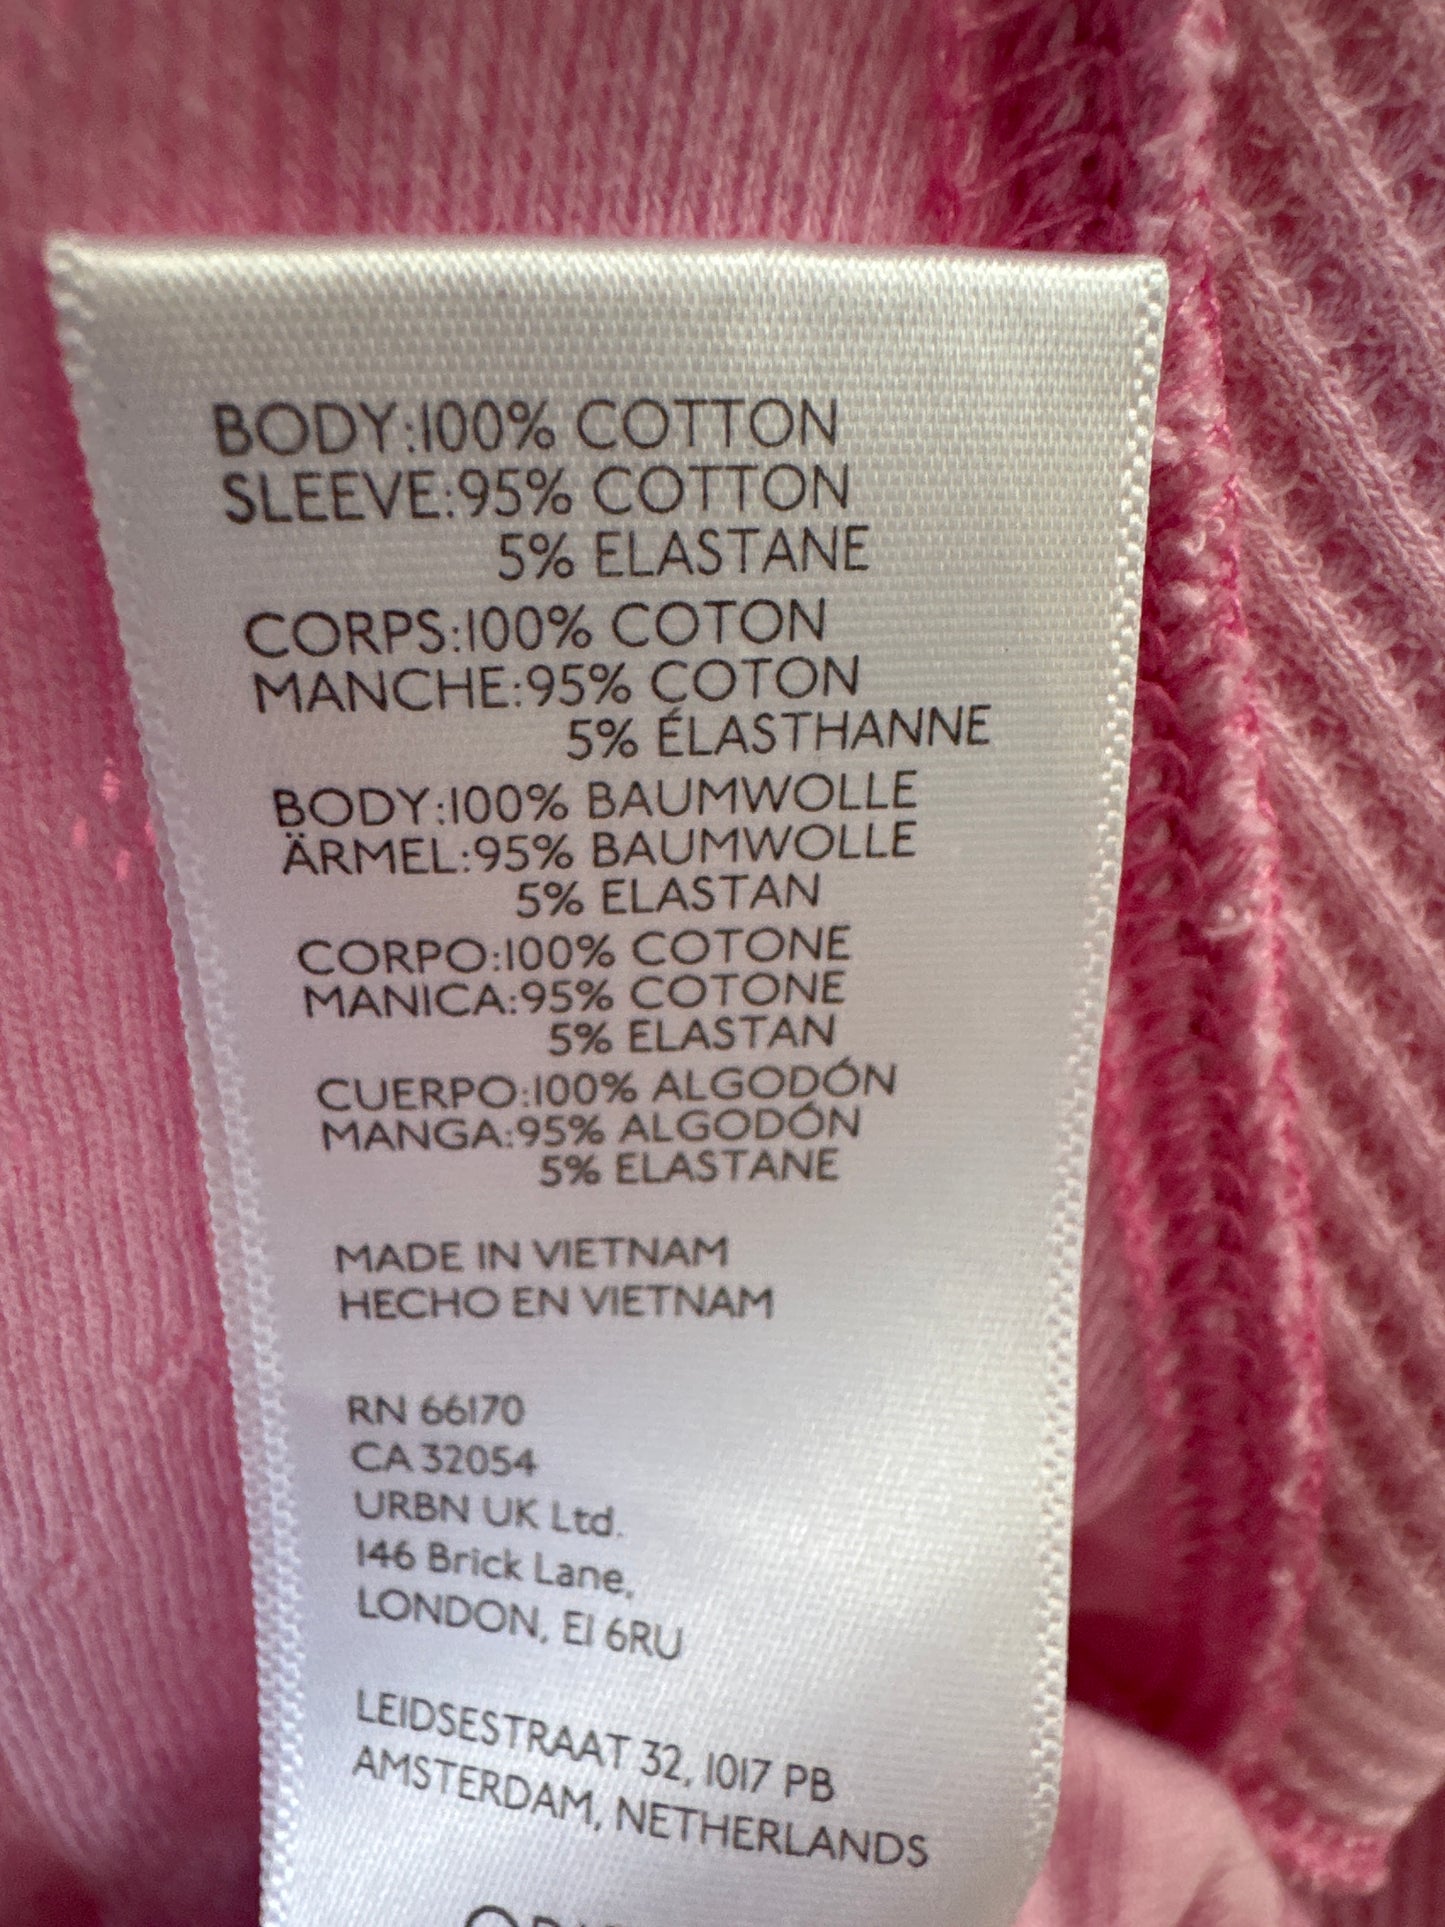 BODY:100% COTTON
SLEEVE:95% COTTON
5% ELASTANE
CORPS:100% COTON
MANCHE:95% COTON
5% ÉLASTHANNE
BODY:100% BAUMWOLLE
ÄRMEL:95% BAUMWOLLE
5% ELASTAN
CORPO:100% COTONE
MANICA:95% COTONE
5% ELASTAN
CUERPO:100% ALGODÓN
MANGA:95% ALGODÓN
5% ELASTANE
MADE IN VIETNAM
HECHO EN VIETNAM
RN 66170
CA 32054
URBN UK Ltd.
146 Brick Lane,
LONDON, E1 6RU
LEIDSESTRAAT 32, 1017 PB
AMSTERDAM, NETHERLANDS